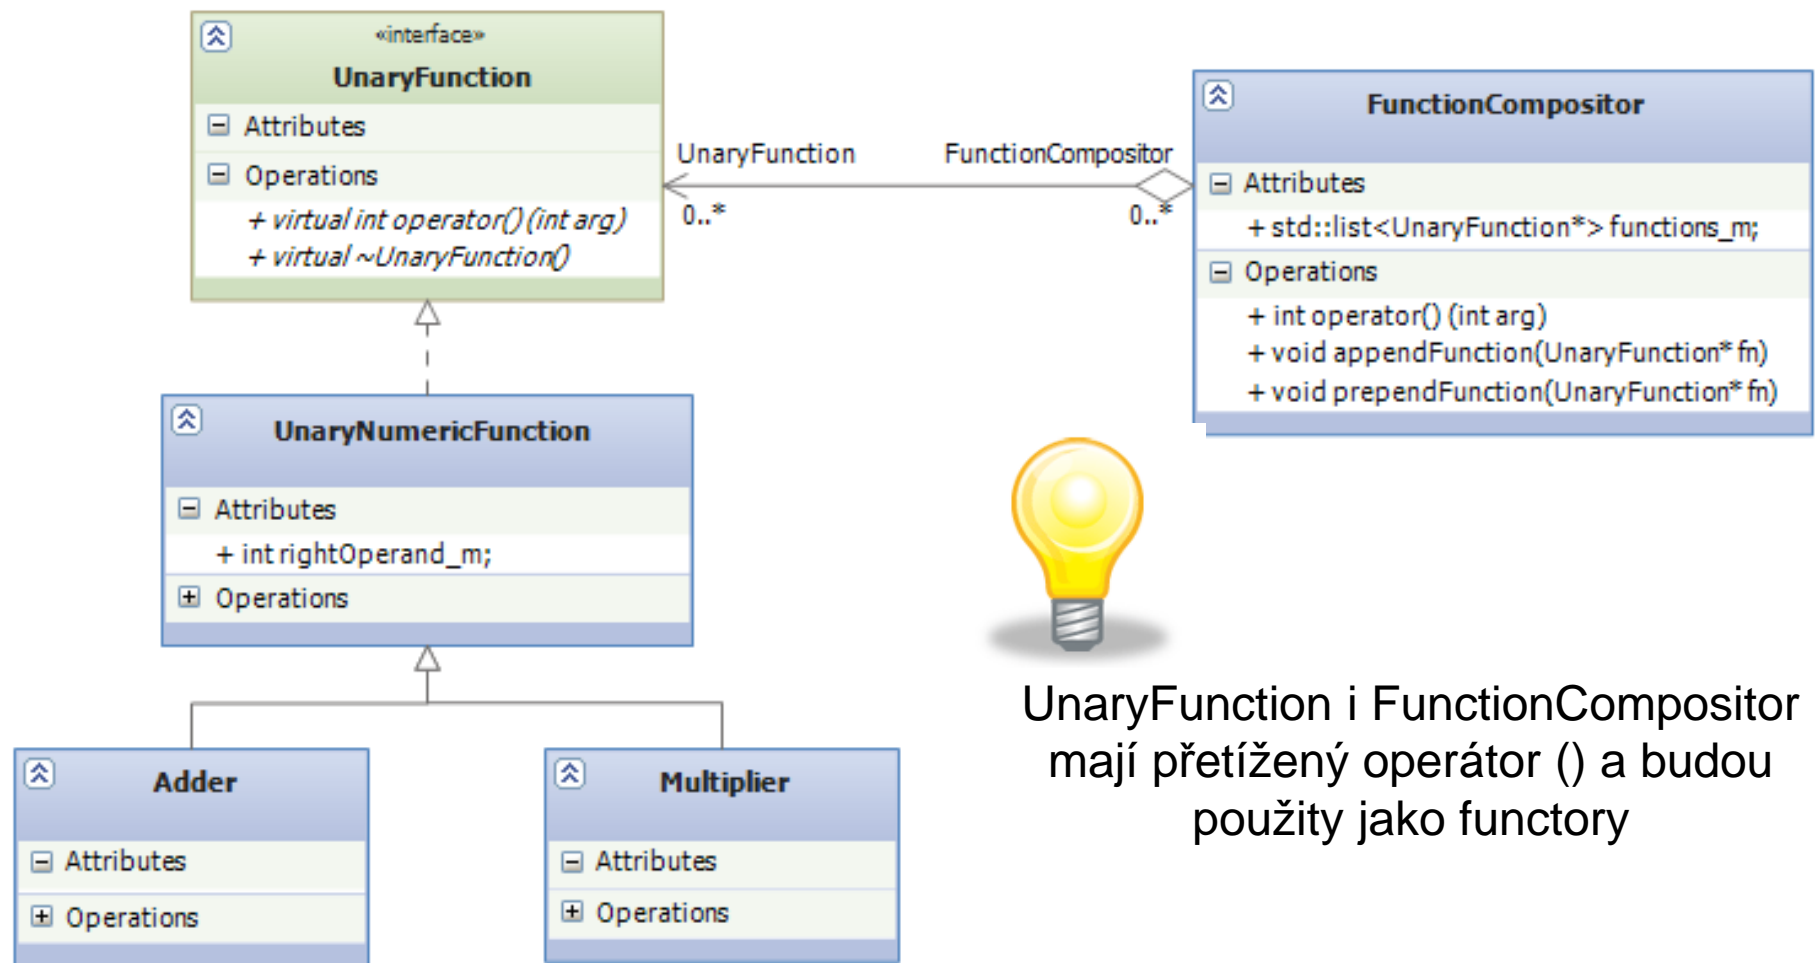 «interface»
UnaryFunction
Attributes
Operations
+ virtual int operator() (int arg)
+ virtual ~UnaryFunction()
UnaryFunction
0..*
FunctionCompositor
0..*
FunctionCompositor
Attributes
+ std::list<UnaryFunction*> functions_m;
Operations
+ int operator() (int arg)
+ void appendFunction(UnaryFunction* fn)
+ void prependFunction(UnaryFunction* fn)
UnaryNumericFunction
Attributes
+ int rightOperand_m;
Operations
Adder
Attributes
Operations
Multiplier
Attributes
Operations
UnaryFunction i FunctionCompositor
mají přetížený operátor () a budou
použity jako functory